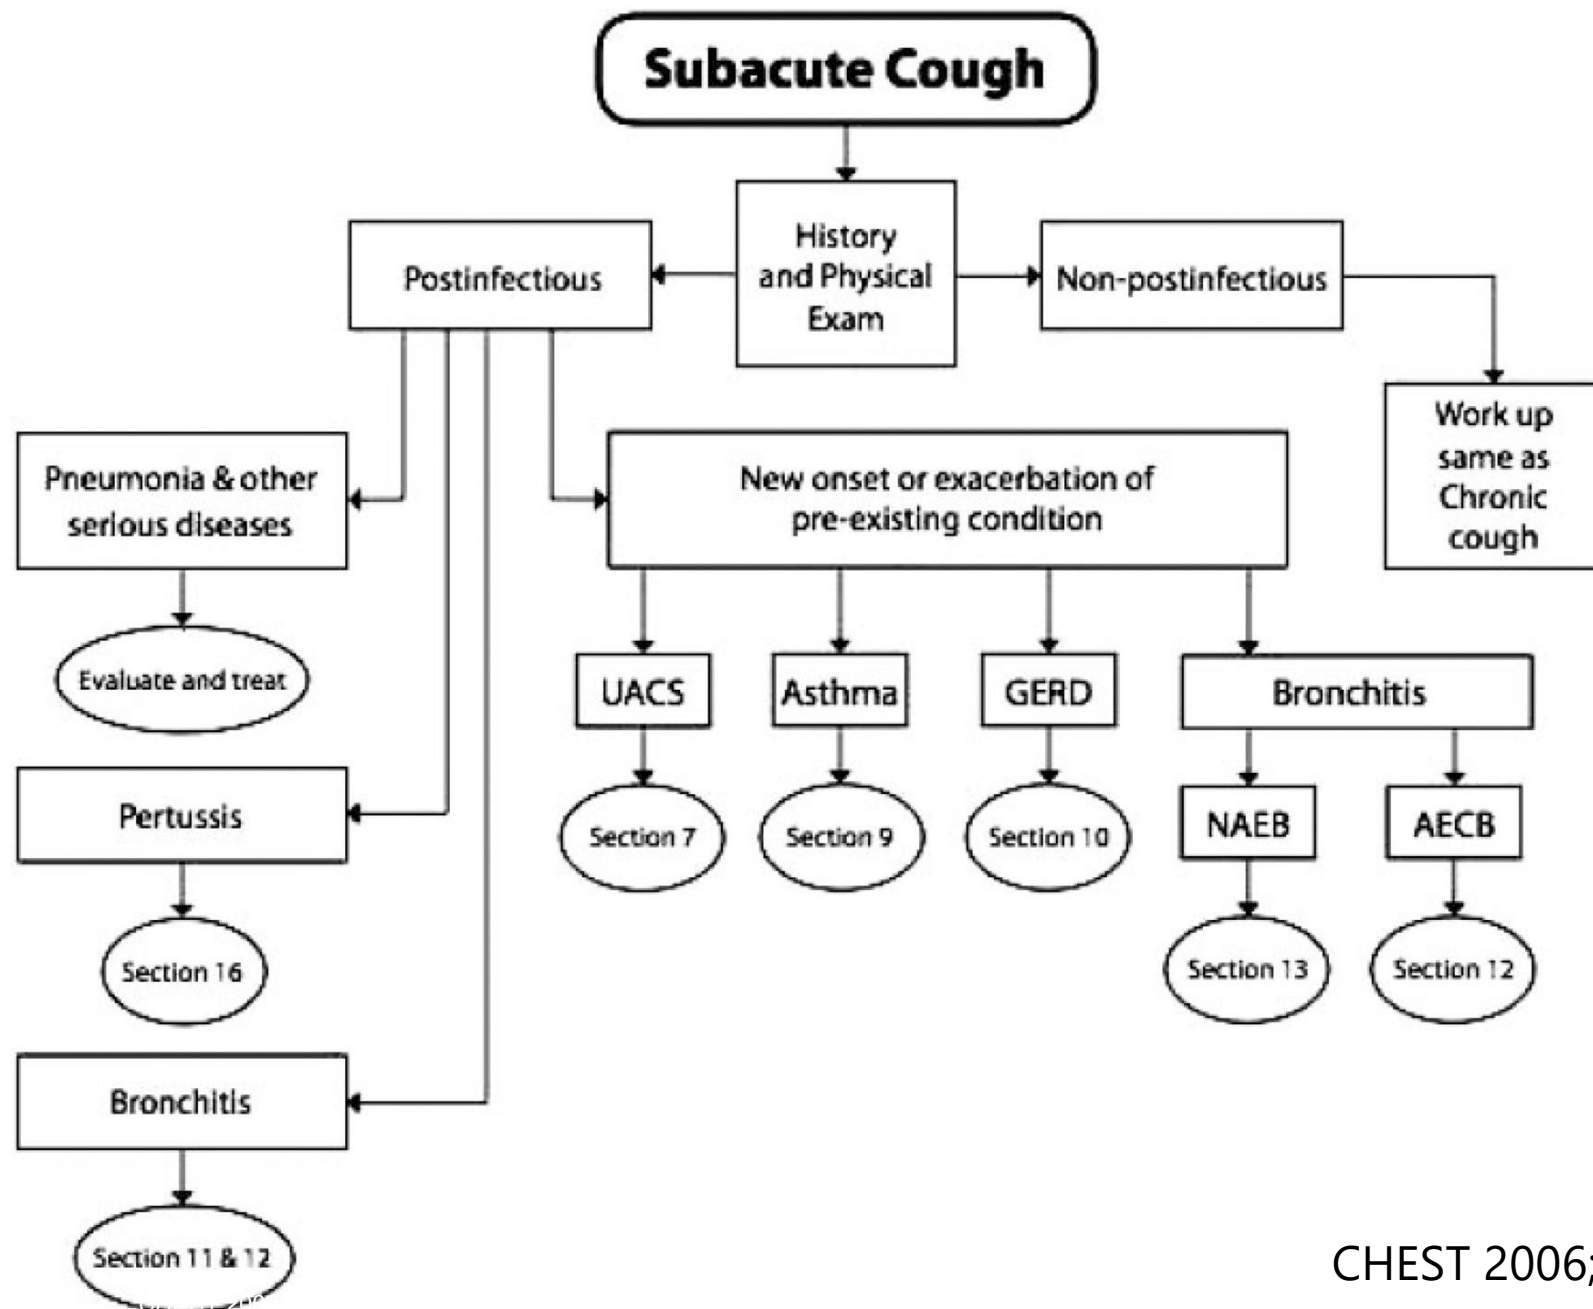 Subacute Cough
History
and Physical
Exam
Postinfectious
Non-postinfectious
Work up
same as
Chronic
cough
Pneumonia & other
serious diseases
New onset or exacerbation of
pre-existing condition
Evaluate and treat
UACS
Asthma
GERD
Bronchitis
Pertussis
Section 7
Section 9
Section 10
NAEB
AECB
Section 16
Section 13
Section 12
Bronchitis
Section 11 & 12
CHEST 2006;